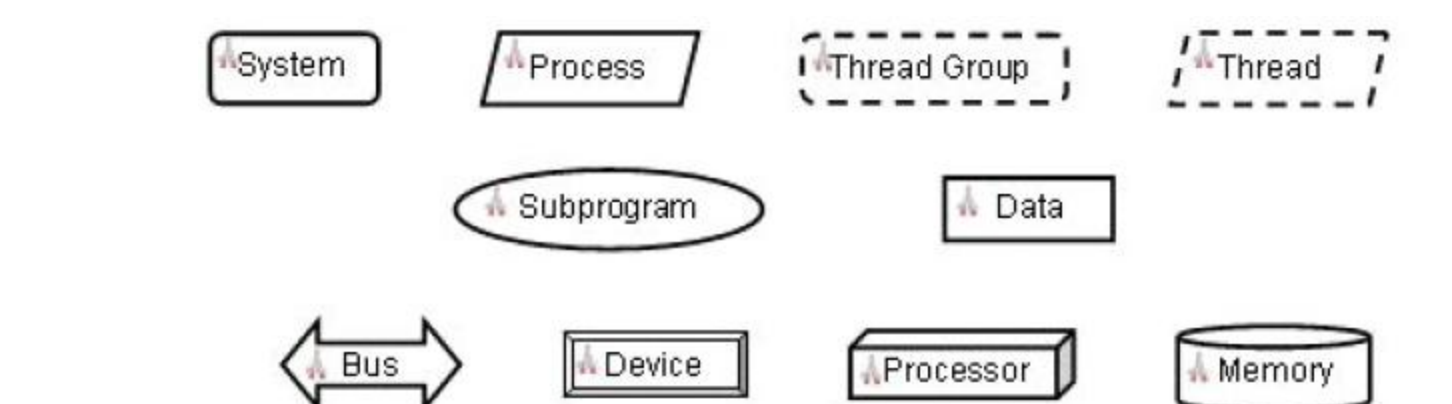 System Process Thread Group Thread
Subprogram Data
Bus Device Processor Memory